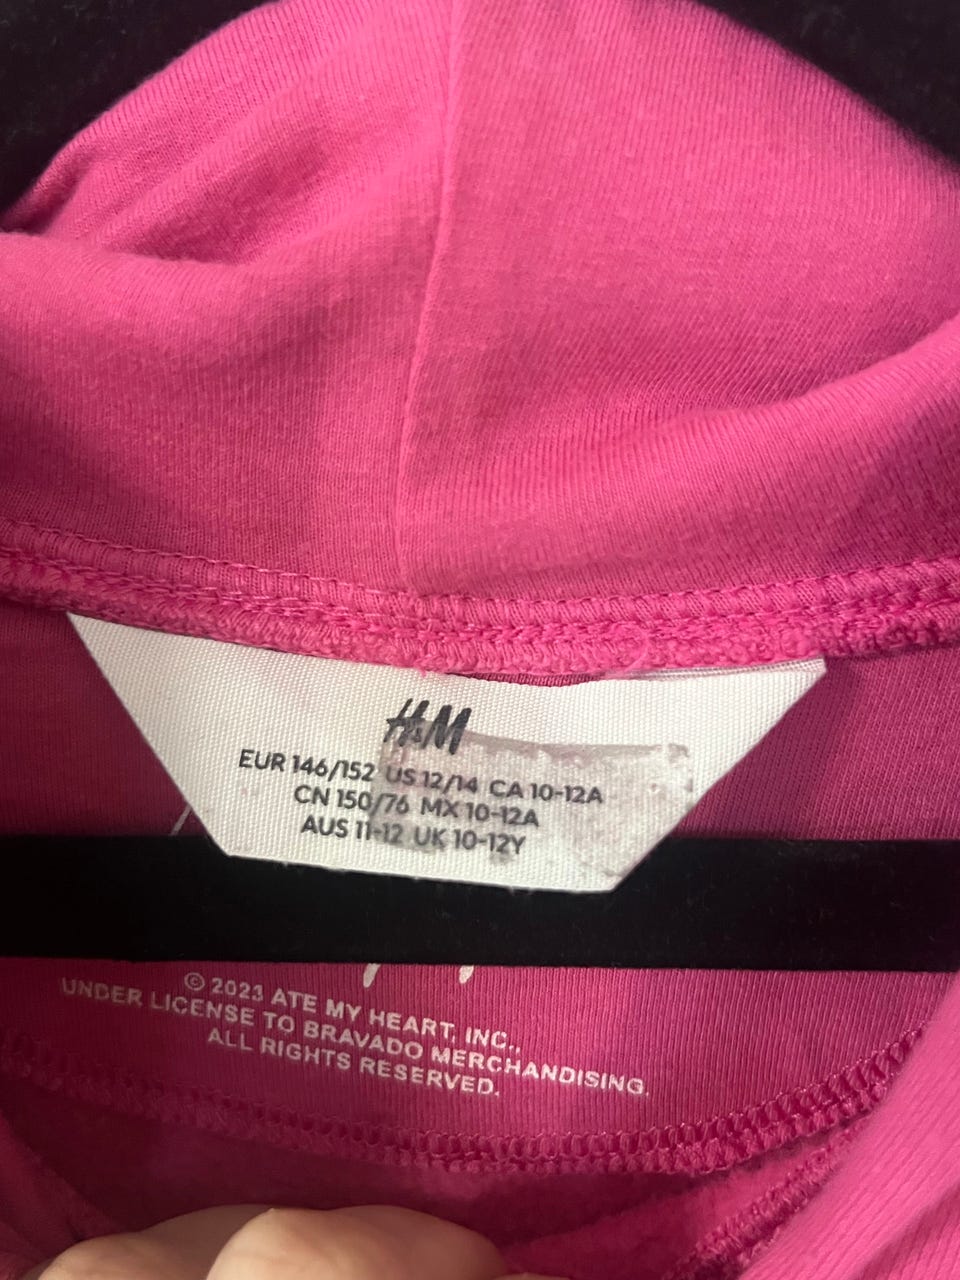 H&M
EUR 146/152 US 12/14 CA 10-12A
CN 150/76 MX 10-12A
AUS 11-12 UK 10-12Y
© 2023 ATE MY HEART, INC.,
UNDER LICENSE TO BRAVADO MERCHANDISING.
ALL RIGHTS RESERVED.